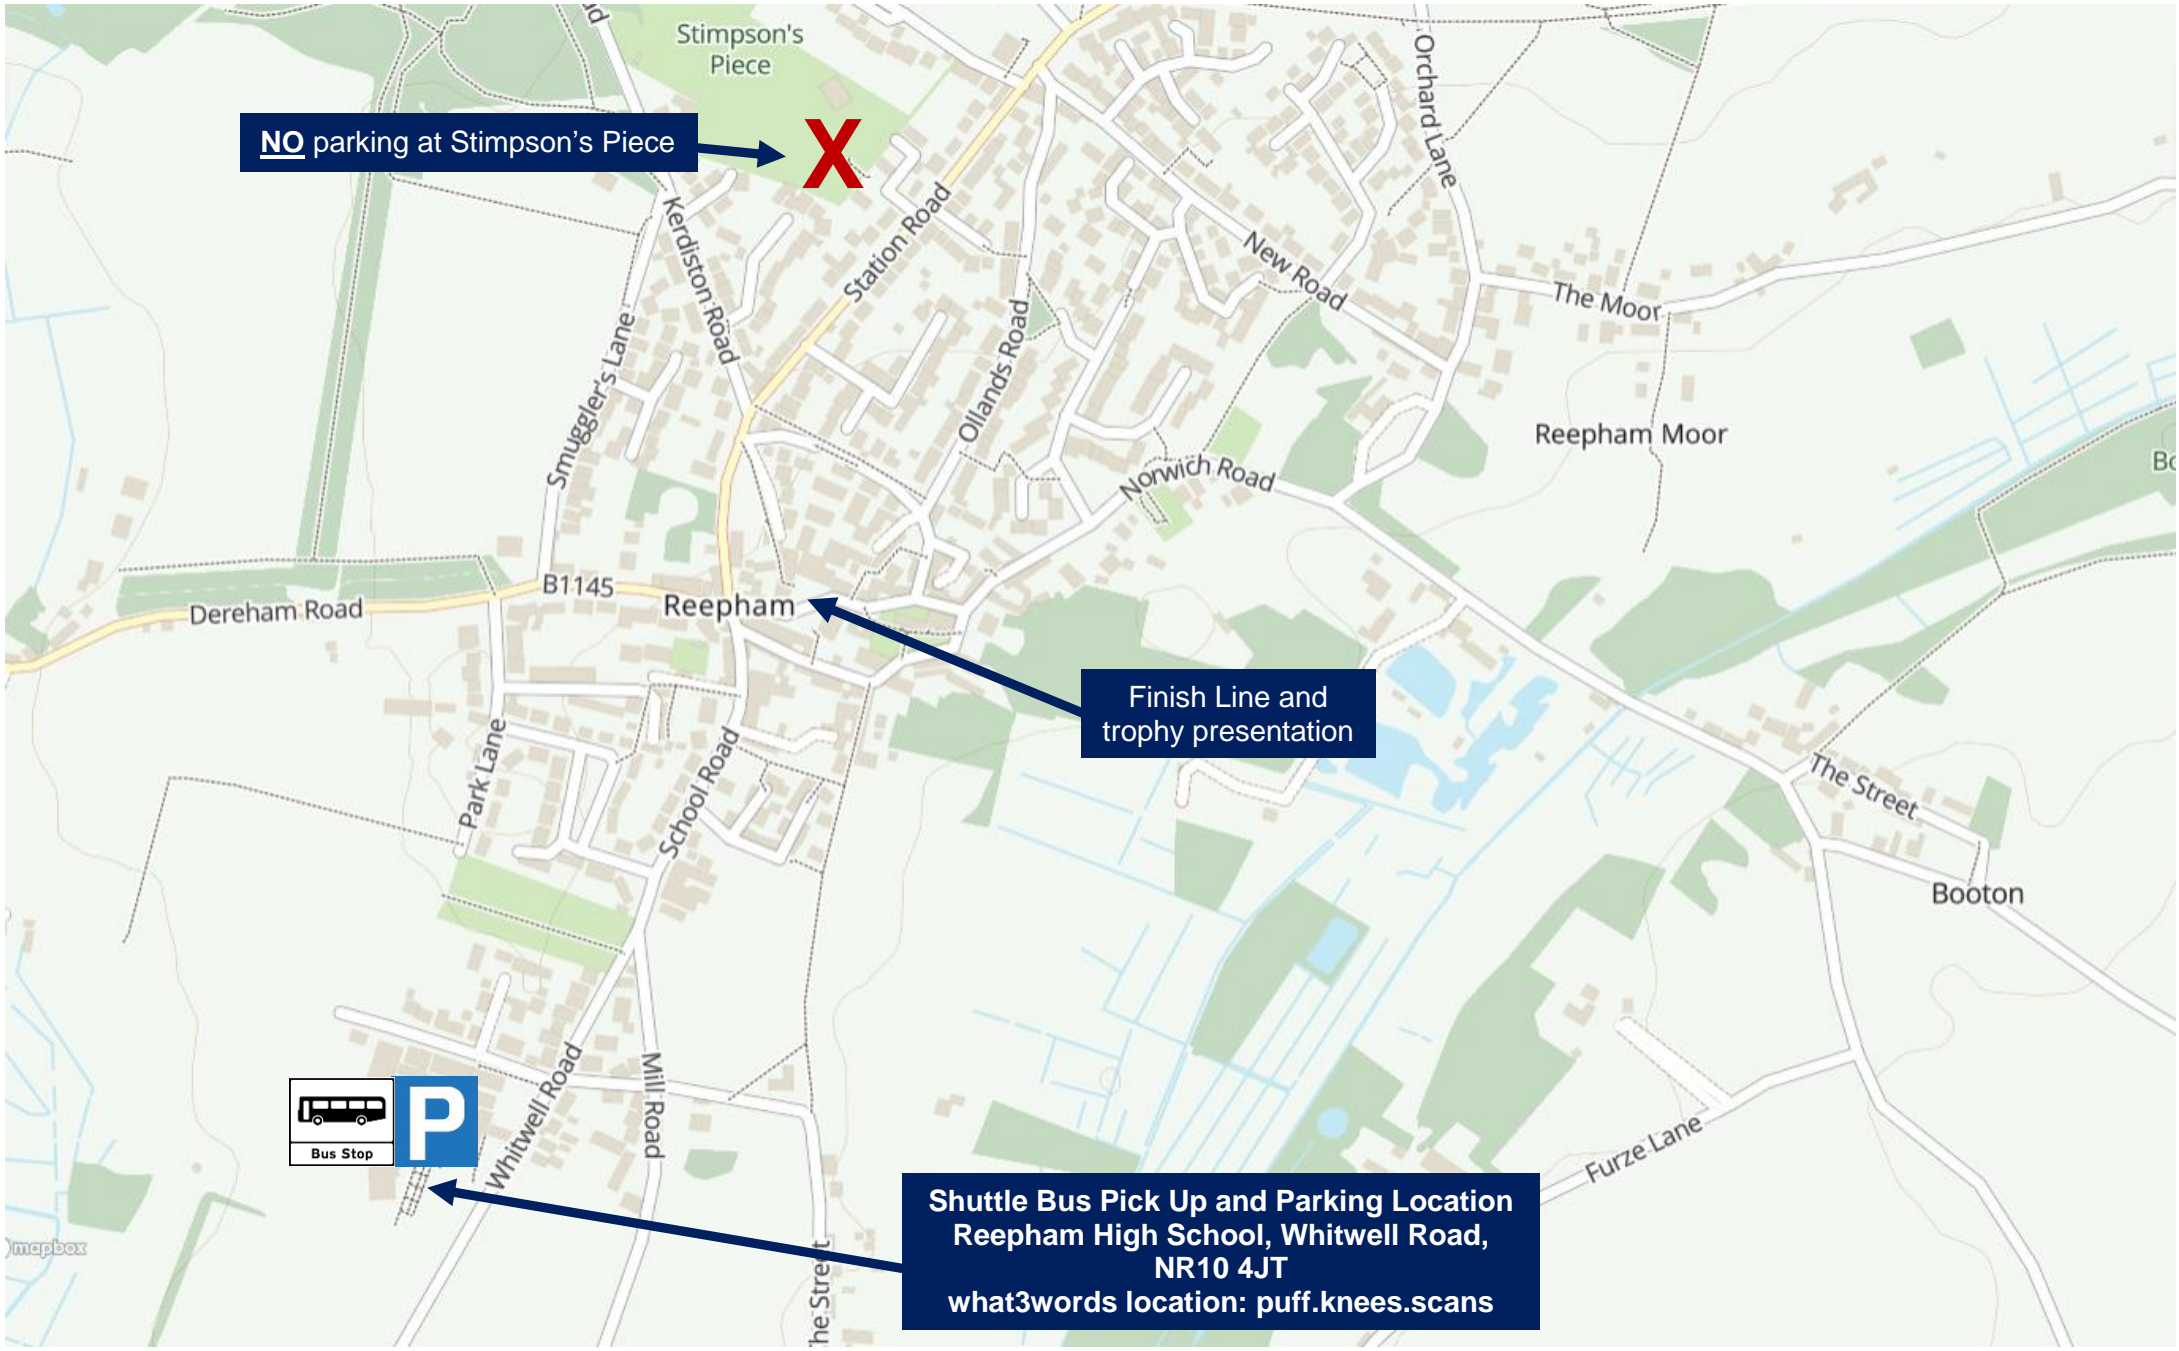 Stimpson's
Piece
NO parking at Stimpson’s Piece
X
Orchard Lane
Kerdiston Road
Station Road
New Road
The Moor
Smuggler's Lane
Ollands Road
Reepham Moor
Norwich Road
B1145
Dereham Road
Reepham
Finish Line and
trophy presentation
Park Lane
School Road
The Street
Booton
Whitwell Road
Mill Road
P
Bus Stop
Furze Lane
Shuttle Bus Pick Up and Parking Location
Reepham High School, Whitwell Road,
NR10 4JT
what3words location: puff.knees.scans
The Street
mapbox